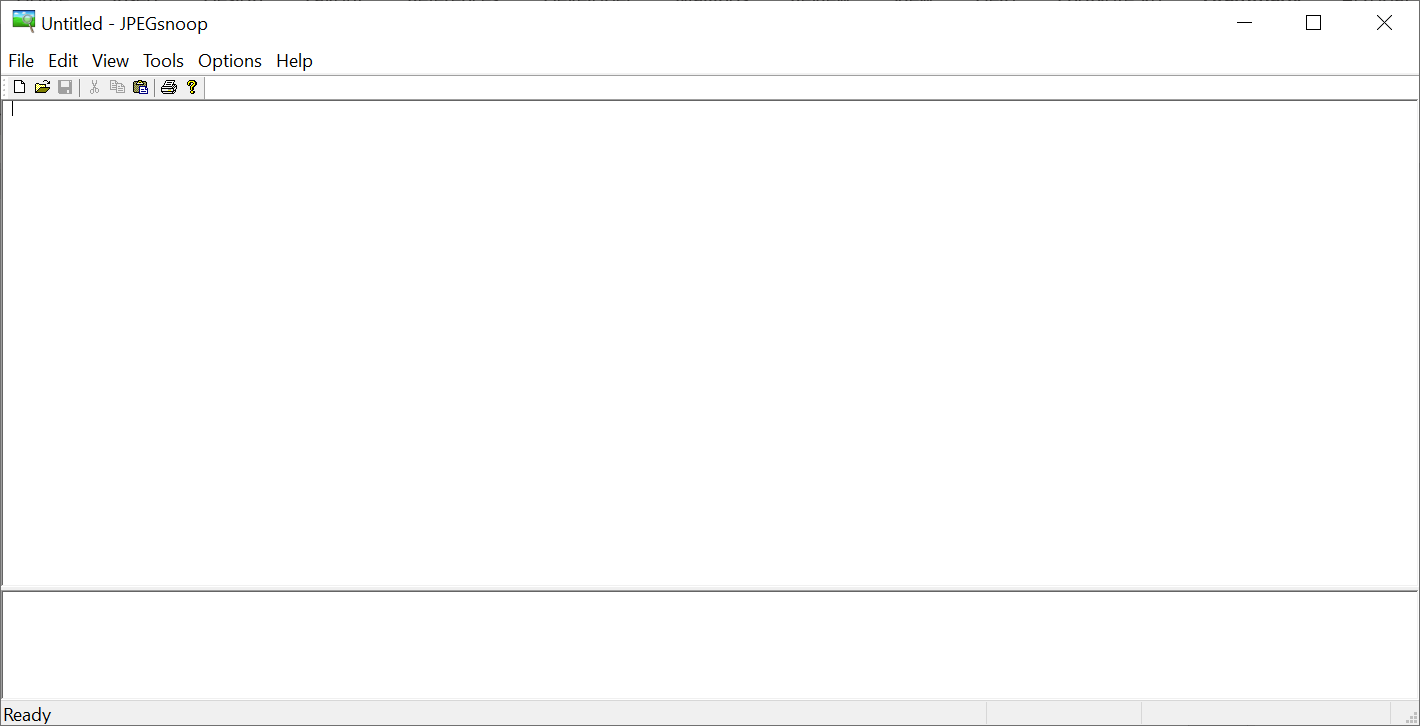 Untitled - JPEGsnoop
File Edit View Tools Options Help
Ready